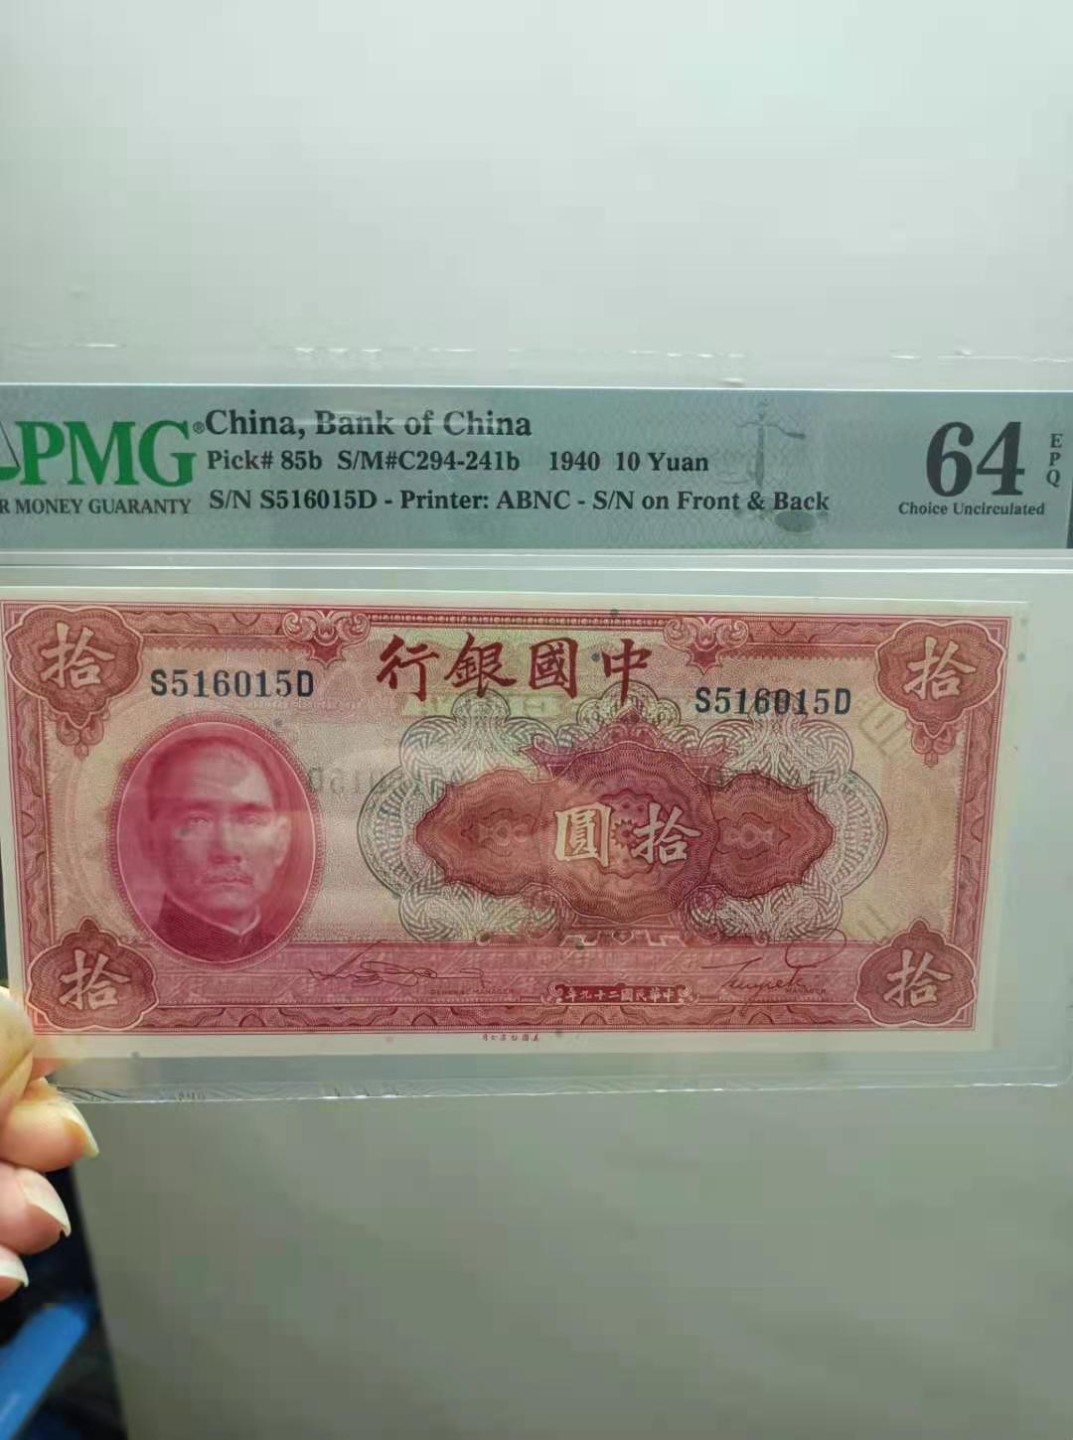 PMG® China, Bank of China
Pick# 85b S/M#C294-241b 1940 10 Yuan
R MONEY GUARANTY S/N S516015D - Printer: ABNC - S/N on Front & Back
64 EPQ
Choice Uncirculated
拾 行銀國中 拾
S516015D S516015D
圓拾
拾 年九十二國民華中 拾